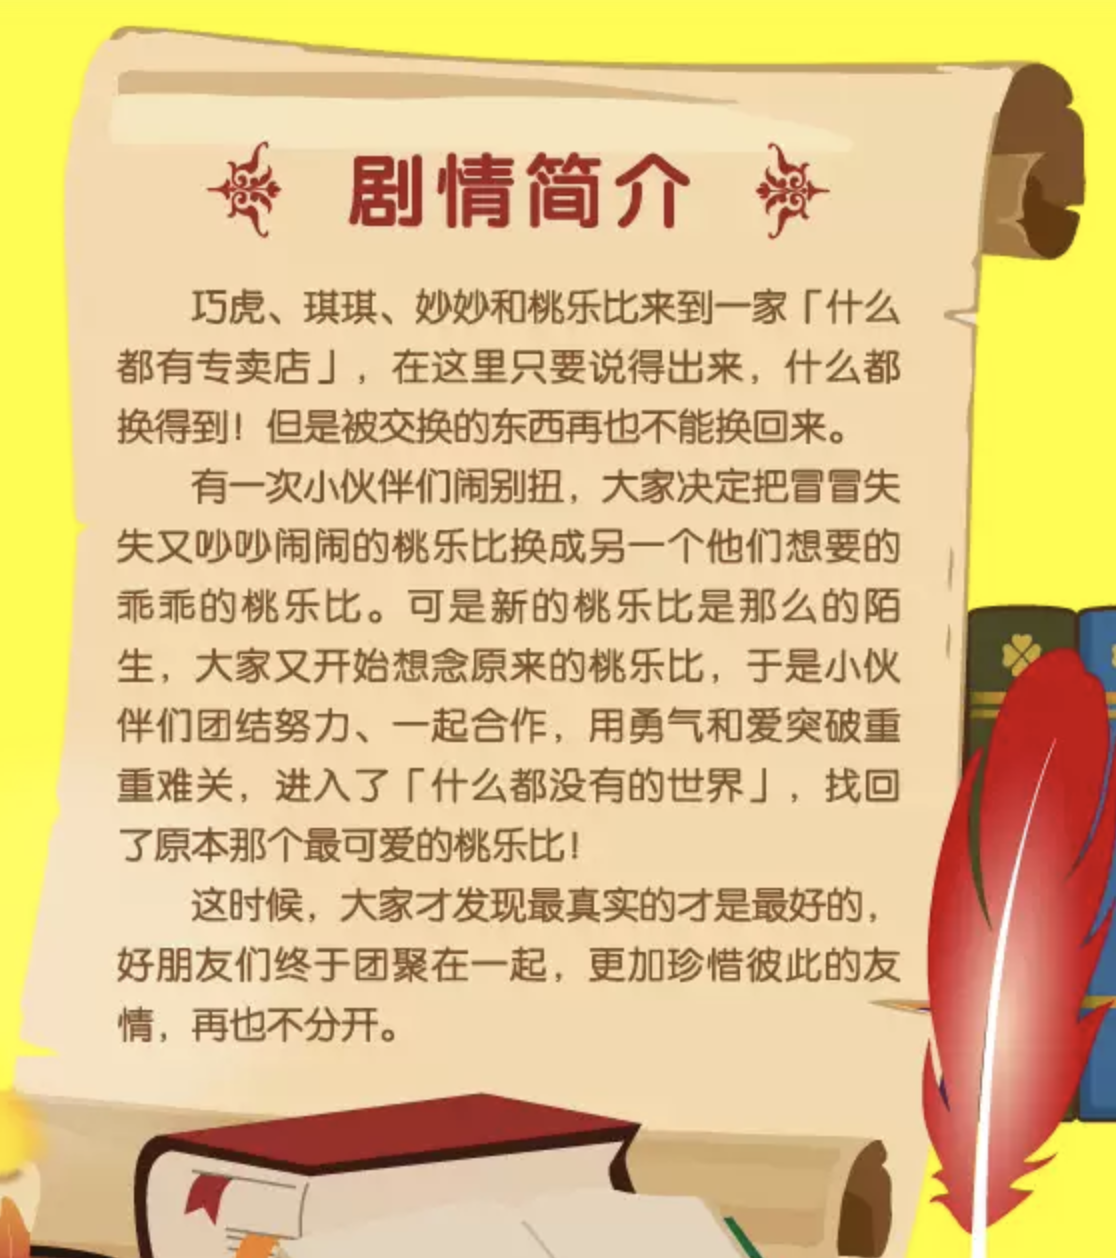 剧情简介
巧虎、琪琪、妙妙和桃乐比来到一家「什么
都有专卖店」，在这里只要说得出来，什么都
换得到！但是被交换的东西再也不能换回来。
有一次小伙伴们闹别扭，大家决定把冒冒失
失又吵吵闹闹的桃乐比换成另一个他们想要的
乖乖的桃乐比。可是新的桃乐比是那么的陌
生，大家又开始想念原来的桃乐比，于是小伙
伴们团结努力、一起合作，用勇气和爱突破重
重难关，进入了「什么都没有的世界」，找回
了原本那个最可爱的桃乐比！
这时候，大家才发现最真实的才是最好的，
好朋友们终于团聚在一起，更加珍惜彼此的友
情，再也不分开。